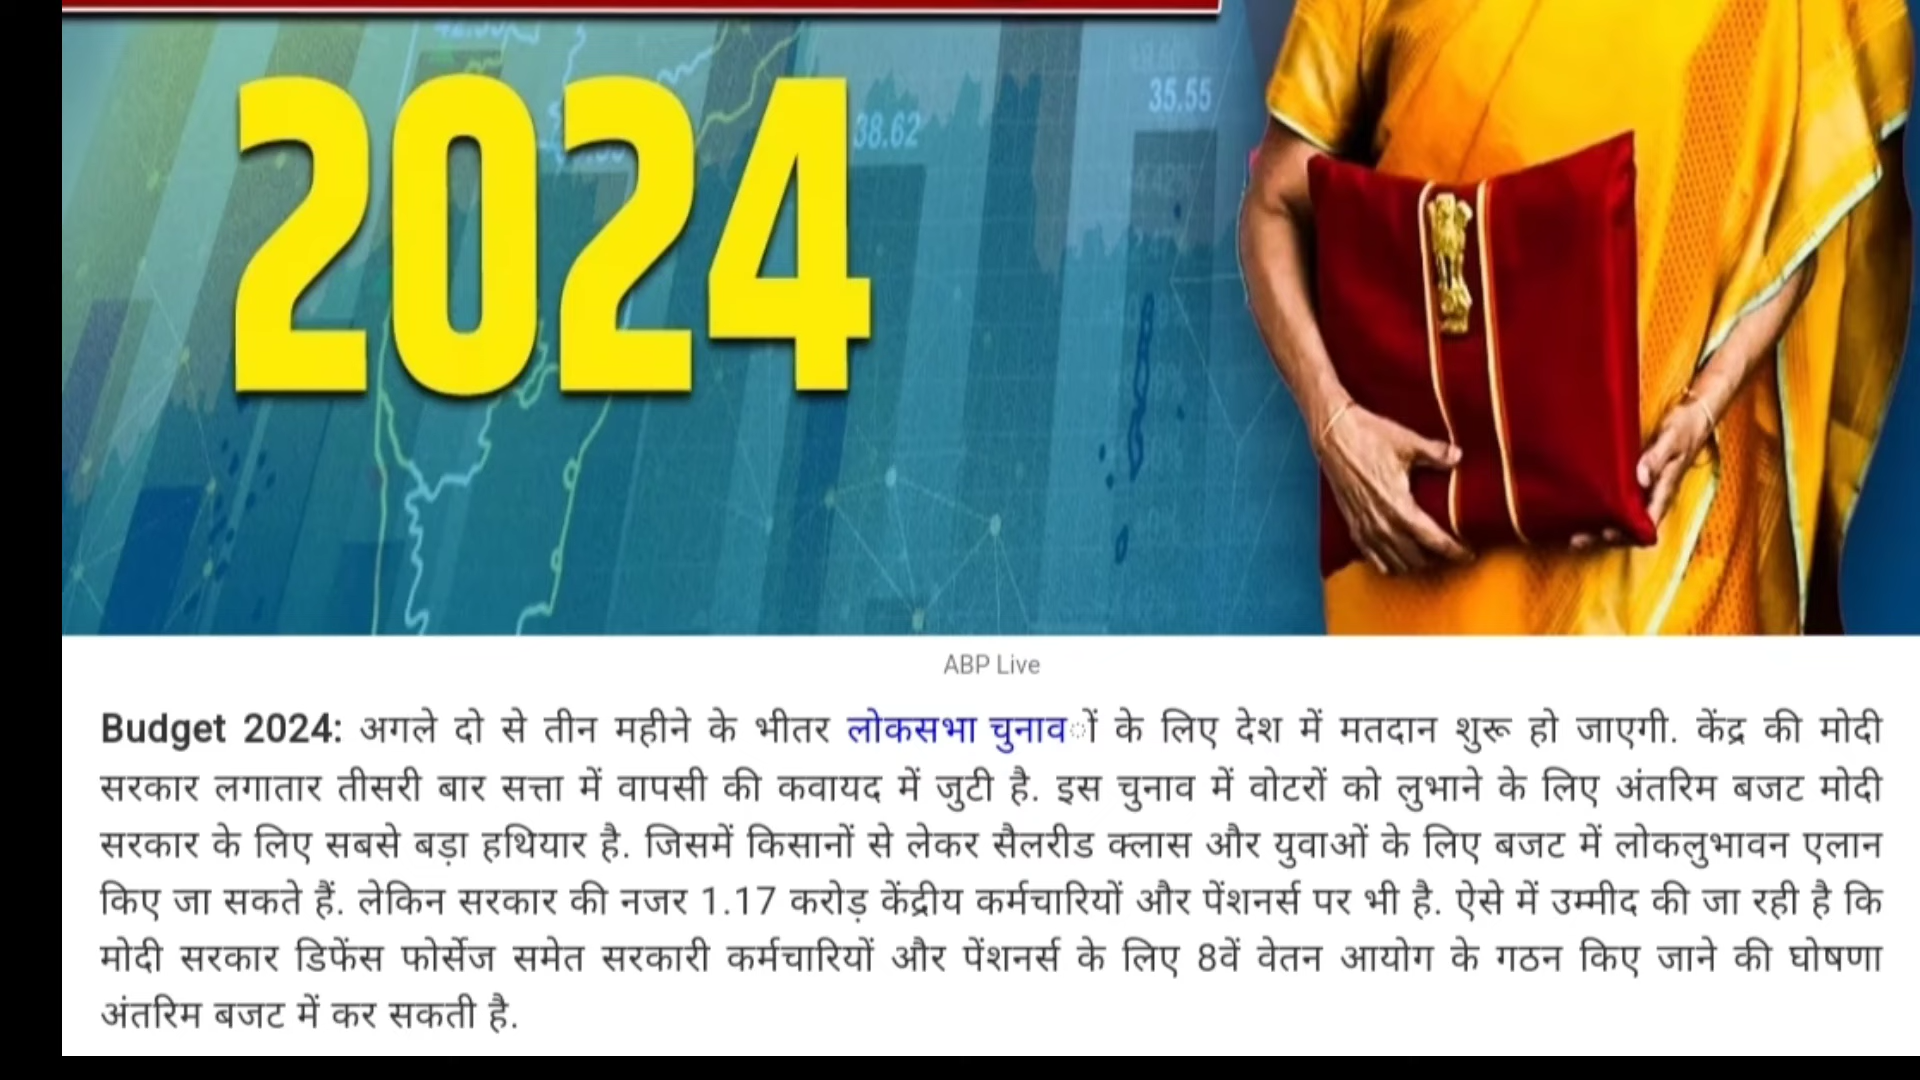 42.55
2024
38.62
35.55
ABP Live
Budget 2024: अगले दो से तीन महीने के भीतर लोकसभा चुनावों के लिए देश में मतदान शुरू हो जाएगी. केंद्र की मोदी
सरकार लगातार तीसरी बार सत्ता में वापसी की कवायद में जुटी है. इस चुनाव में वोटरों को लुभाने के लिए अंतरिम बजट मोदी
सरकार के लिए सबसे बड़ा हथियार है. जिसमें किसानों से लेकर सैलरीड क्लास और युवाओं के लिए बजट में लोकलुभावन एलान
किए जा सकते हैं. लेकिन सरकार की नजर 1.17 करोड़ केंद्रीय कर्मचारियों और पेंशनर्स पर भी है. ऐसे में उम्मीद की जा रही है कि
मोदी सरकार डिफेंस फोर्सेज समेत सरकारी कर्मचारियों और पेंशनर्स के लिए 8वें वेतन आयोग के गठन किए जाने की घोषणा
अंतरिम बजट में कर सकती है.